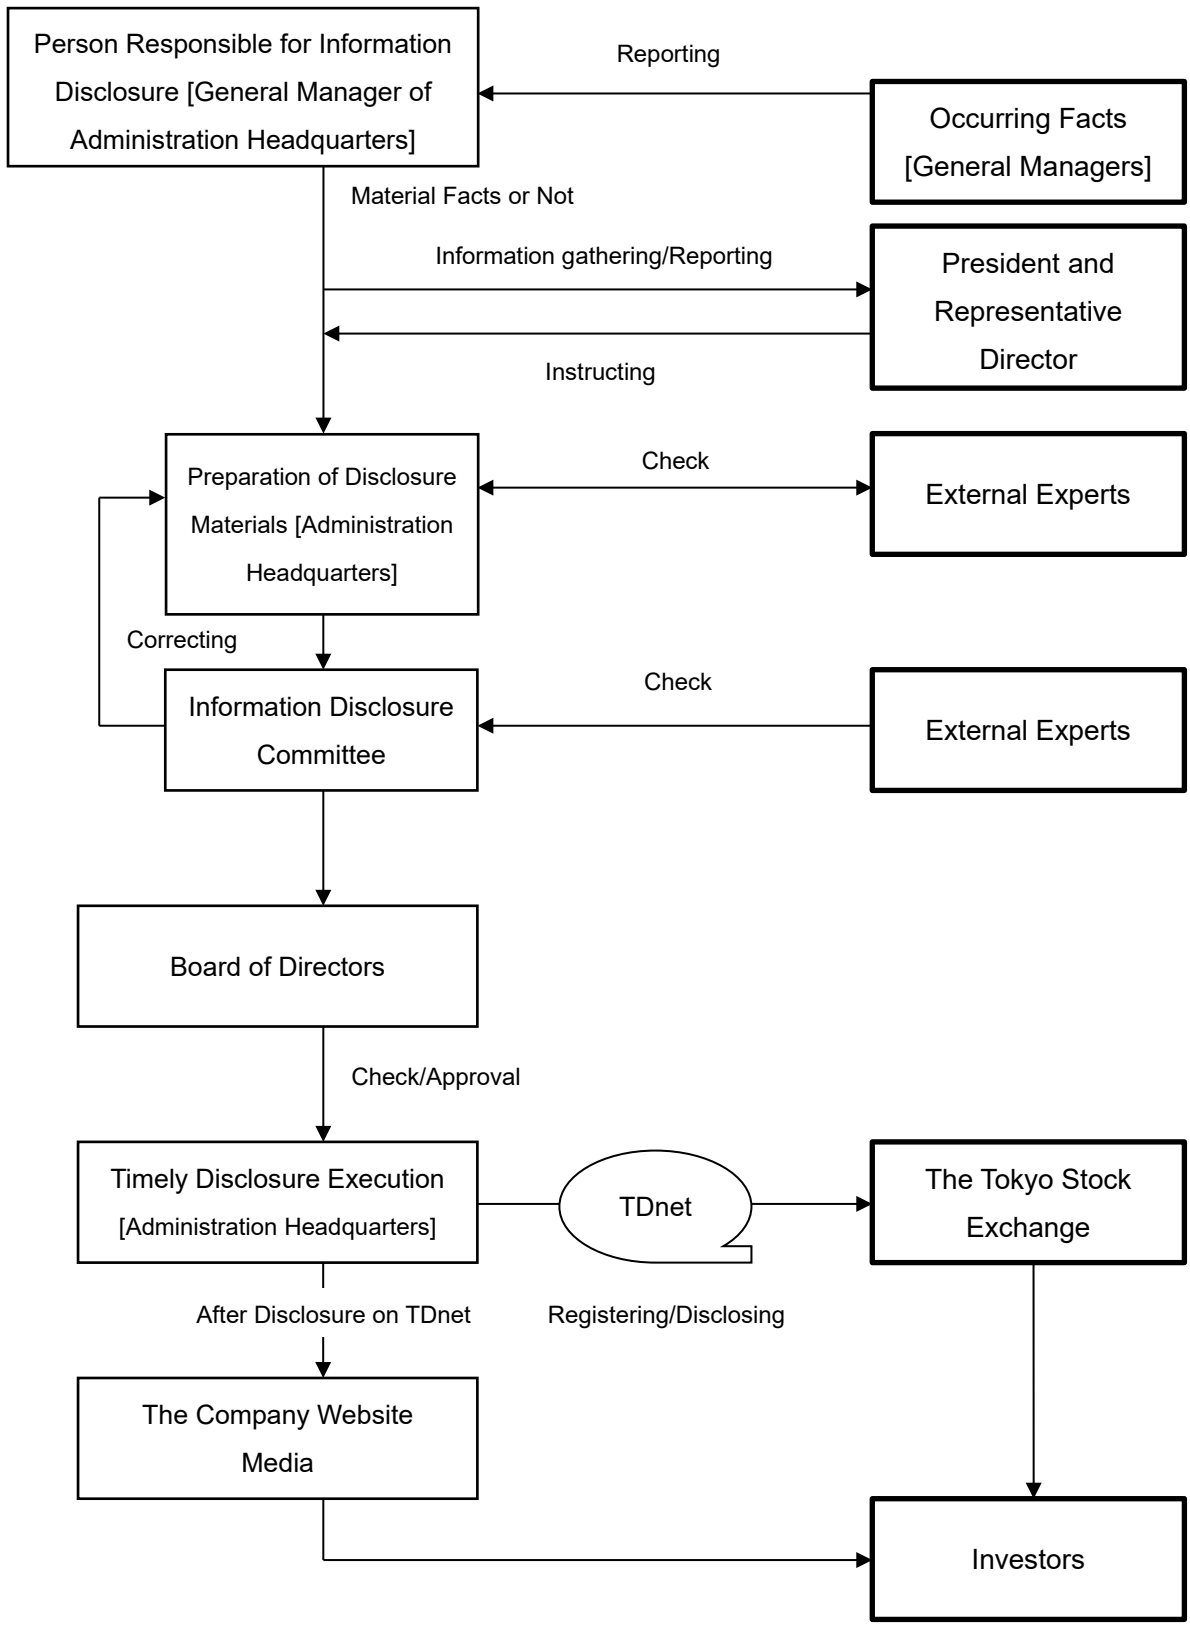 Person Responsible for Information
Disclosure [General Manager of
Administration Headquarters]
Reporting
Occurring Facts
[General Managers]
Material Facts or Not
Information gathering/Reporting
President and
Representative
Director
Instructing
Preparation of Disclosure
Materials [Administration
Headquarters]
Check
External Experts
Correcting
Information Disclosure
Committee
Check
External Experts
Board of Directors
Check/Approval
Timely Disclosure Execution
[Administration Headquarters]
TDnet
The Tokyo Stock
Exchange
After Disclosure on TDnet
Registering/Disclosing
The Company Website
Media
Investors